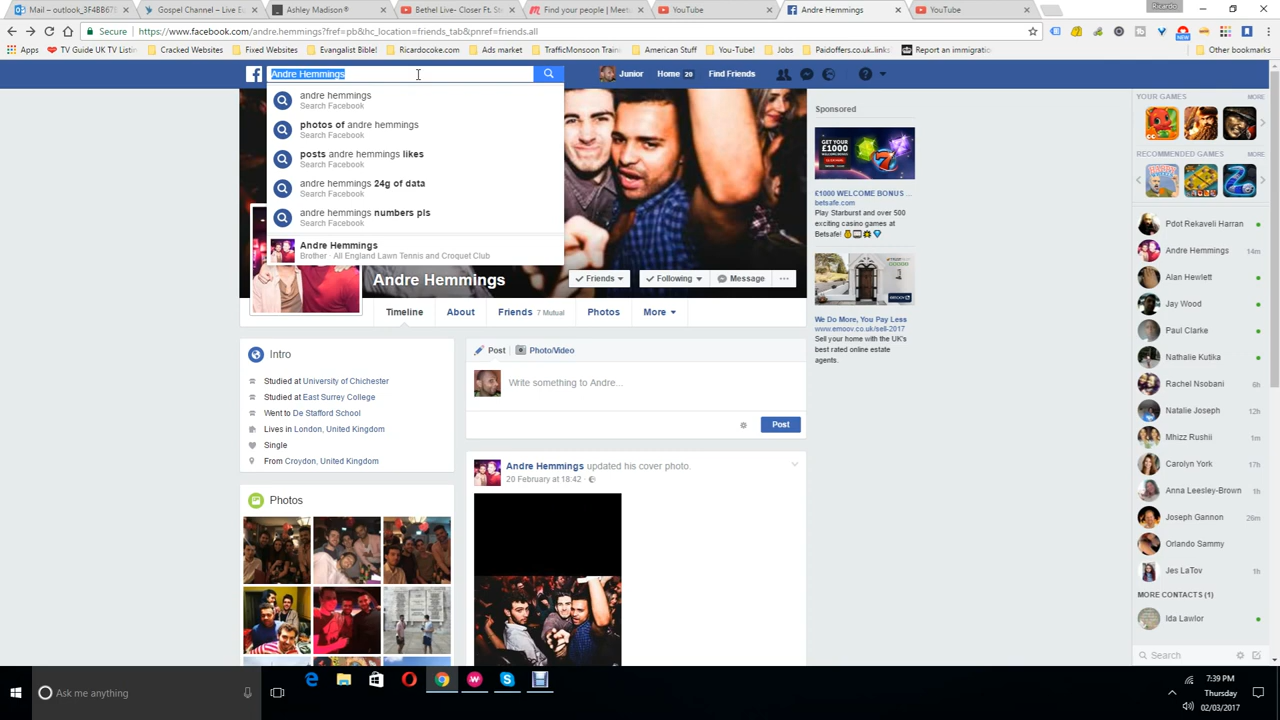 Ricardo
Mail – outlook_3F4BB67
Gospel Channel – Live E
Ashley Madison®
Bethel Live- Closer Ft. St
Find your people | Meet
YouTube
Andre Hemmings
YouTube
Secure
https://www.facebook.com/andre.hemmings?fref=pb&hc_location=friends_tab&pnref=friends.all
Apps
TV Guide UK TV Listin
Cracked Websites
Fixed Websites
Evangalist Bible!
Ricardocoke.com
Ads market
TrafficMonsoon Train
American Stuff
You-Tube!
Jobs
Paidoffers.co.uk..links
Report an immigratio
Other bookmarks
Andre Hemmings
Junior
Home 20
Find Friends
andre hemmings
Search Facebook
photos of andre hemmings
Search Facebook
posts andre hemmings likes
Search Facebook
andre hemmings 24g of data
Search Facebook
andre hemmings numbers pls
Search Facebook
Andre Hemmings
Brother · All England Lawn Tennis and Croquet Club
Andre Hemmings
Friends
Following
Message
Timeline
About
Friends 7 Mutual
Photos
More
Intro
Studied at University of Chichester
Studied at East Surrey College
Went to De Stafford School
Lives in London, United Kingdom
Single
From Croydon, United Kingdom
Photos
Post
Photo/Video
Write something to Andre...
Post
Andre Hemmings updated his cover photo.
20 February at 18:42
Sponsored
GET YOUR
£1000
WELCOME BONUS
£1000 WELCOME BONUS ...
betsafe.com
Play Starburst and over 500
exciting casino games at
Betsafe!
We Do More, You Pay Less
www.emoov.co.uk/sell-2017
Sell your home with the UK's
best rated online estate
agents.
YOUR GAMES
MORE
RECOMMENDED GAMES
MORE
Pdot Rekaveli Harran
Andre Hemmings 14m
Alan Hewlett
Jay Wood
Paul Clarke
Nathalie Kutika
Rachel Nsobani 6h
Natalie Joseph 12h
Mhizz Rushii 1m
Carolyn York 17h
Anna Leesley-Brown 1h
Joseph Gannon 26m
Orlando Sammy
Jes LaTov 1h
MORE CONTACTS (1)
Ida Lawlor
Search
Ask me anything
7:39 PM
Thursday
02/03/2017